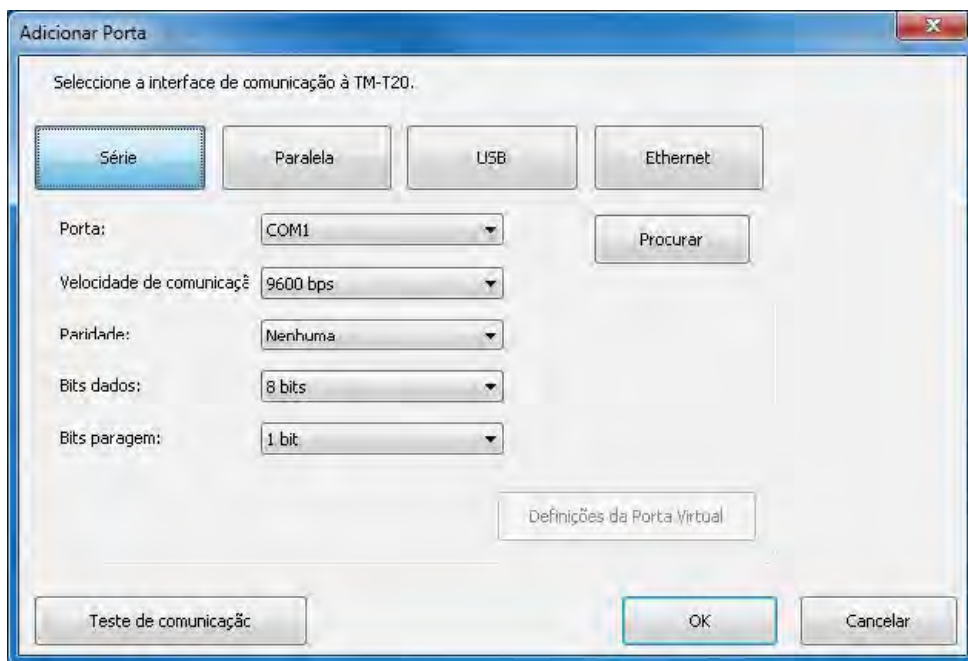 Adicionar Porta
Seleccione a interface de comunicação à TM-T20.
Série
Paralela
USB
Ethernet
Porta:
COM1
Procurar
Velocidade de comunicaçã
9600 bps
Paridade:
Nenhuma
Bits dados:
8 bits
Bits paragem:
1 bit
Definições da Porta Virtual
Teste de comunicação
OK
Cancelar